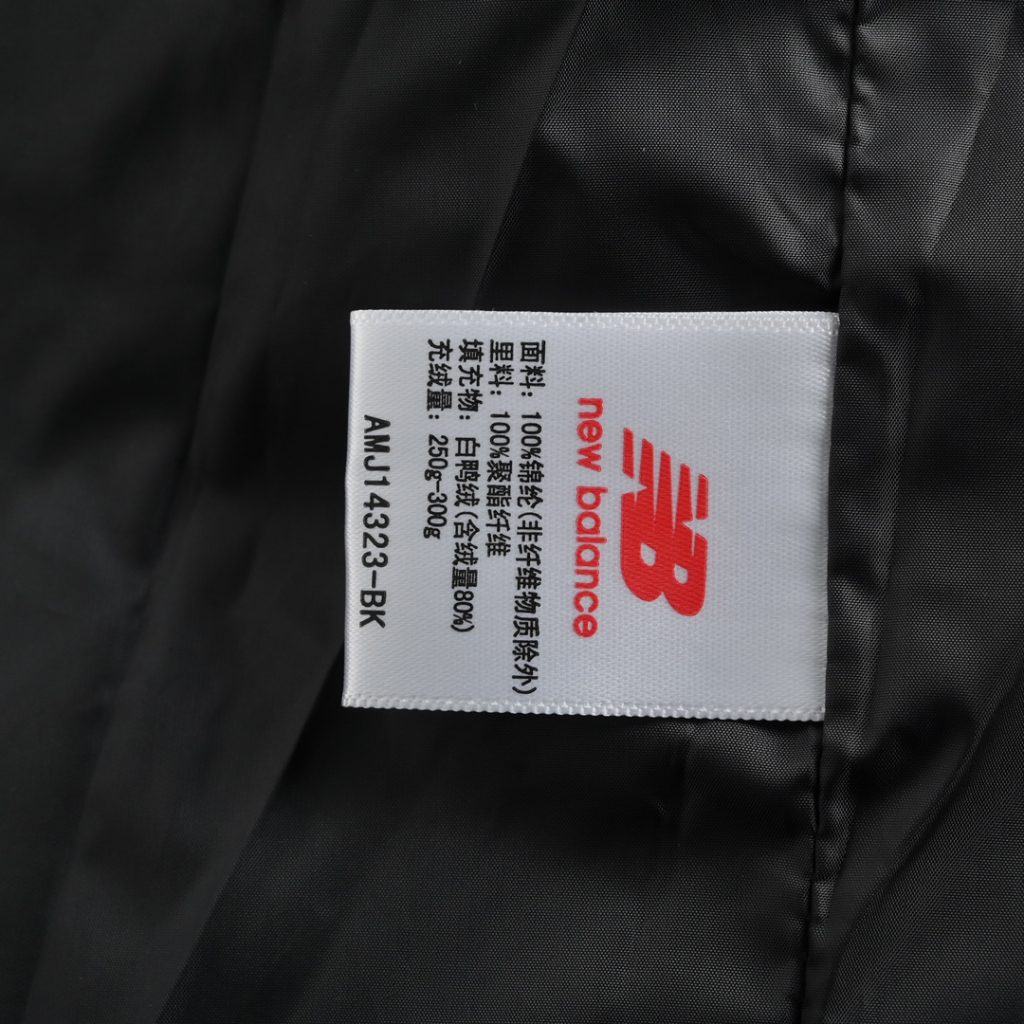 NB
new balance
面料：100%锦纶(非纤维物质除外)
里料：100%聚酯纤维
填充物：白鸭绒(含绒量80%)
充绒量：250g-300g
AMJ14323-BK